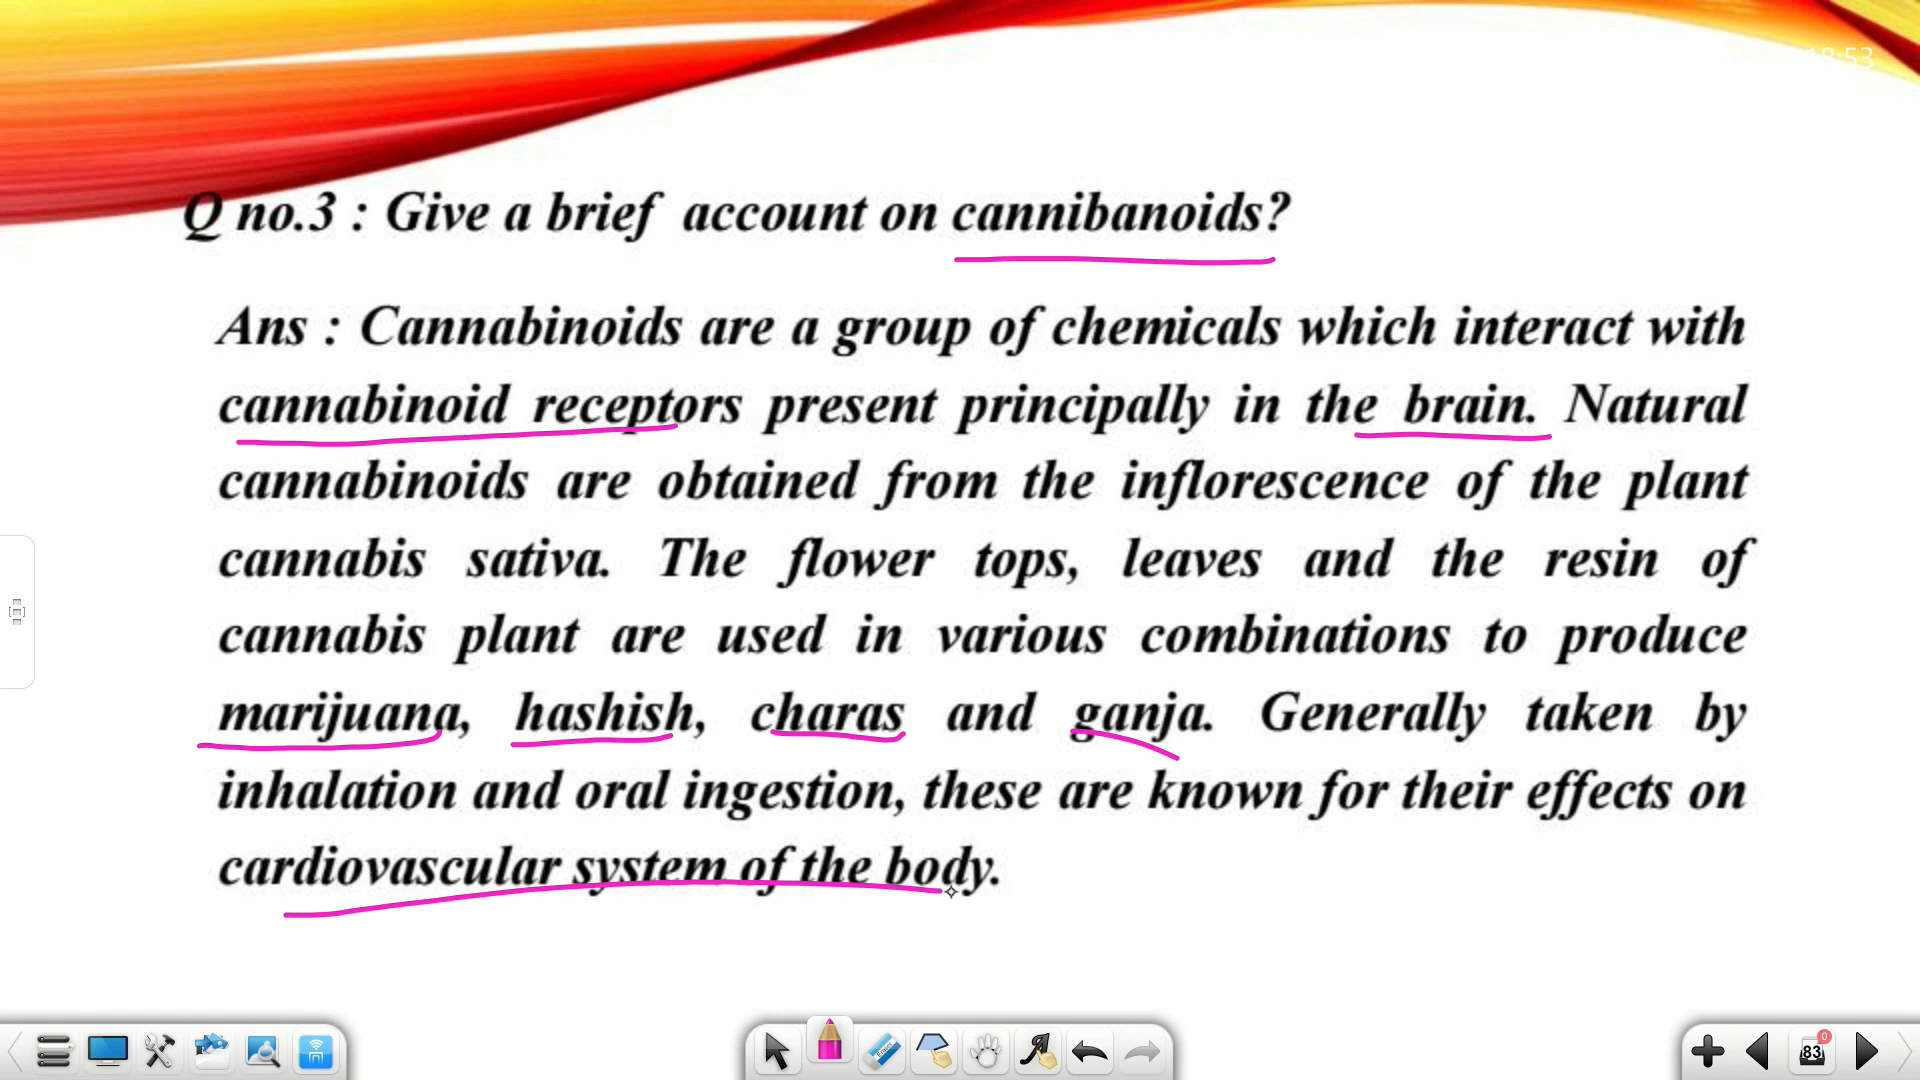 18:53
Q no.3 : Give a brief account on cannibanoids?
Ans : Cannabinoids are a group of chemicals which interact with
cannabinoid receptors present principally in the brain. Natural
cannabinoids are obtained from the inflorescence of the plant
cannabis sativa. The flower tops, leaves and the resin of
cannabis plant are used in various combinations to produce
marijuana, hashish, charas and ganja. Generally taken by
inhalation and oral ingestion, these are known for their effects on
cardiovascular system of the body.
83
0